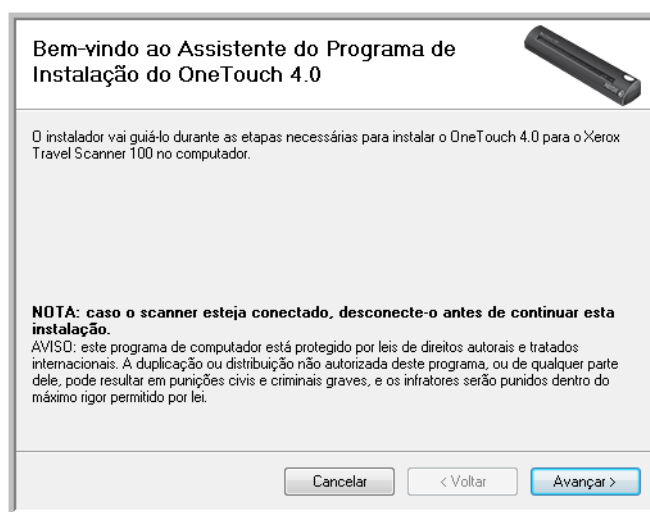 Bem-vindo ao Assistente do Programa de
Instalação do OneTouch 4.0
O instalador vai guiá-lo durante as etapas necessárias para instalar o OneTouch 4.0 para o Xerox
Travel Scanner 100 no computador.
NOTA: caso o scanner esteja conectado, desconecte-o antes de continuar esta
instalação.
AVISO: este programa de computador está protegido por leis de direitos autorais e tratados
internacionais. A duplicação ou distribuição não autorizada deste programa, ou de qualquer parte
dele, pode resultar em punições civis e criminais graves, e os infratores serão punidos dentro do
máximo rigor permitido por lei.
Cancelar < Voltar Avançar >